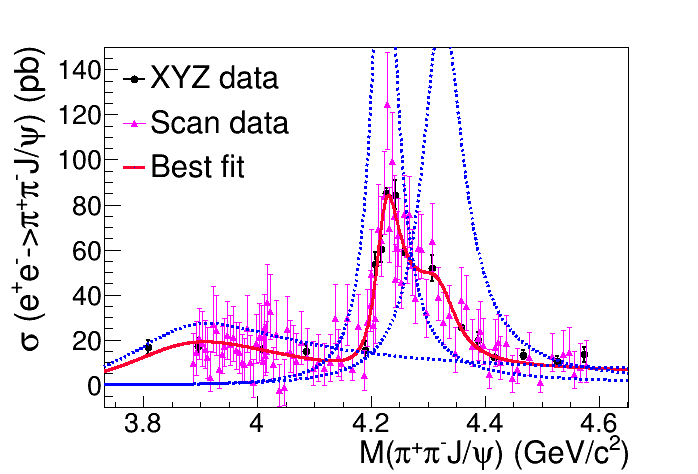 σ (e⁺e⁻->π⁺π⁻J/ψ) (pb)
140
120
100
80
60
40
20
0
XYZ data
Scan data
Best fit
3.8 4 4.2 4.4 4.6
M(π⁺π⁻J/ψ) (GeV/c²)